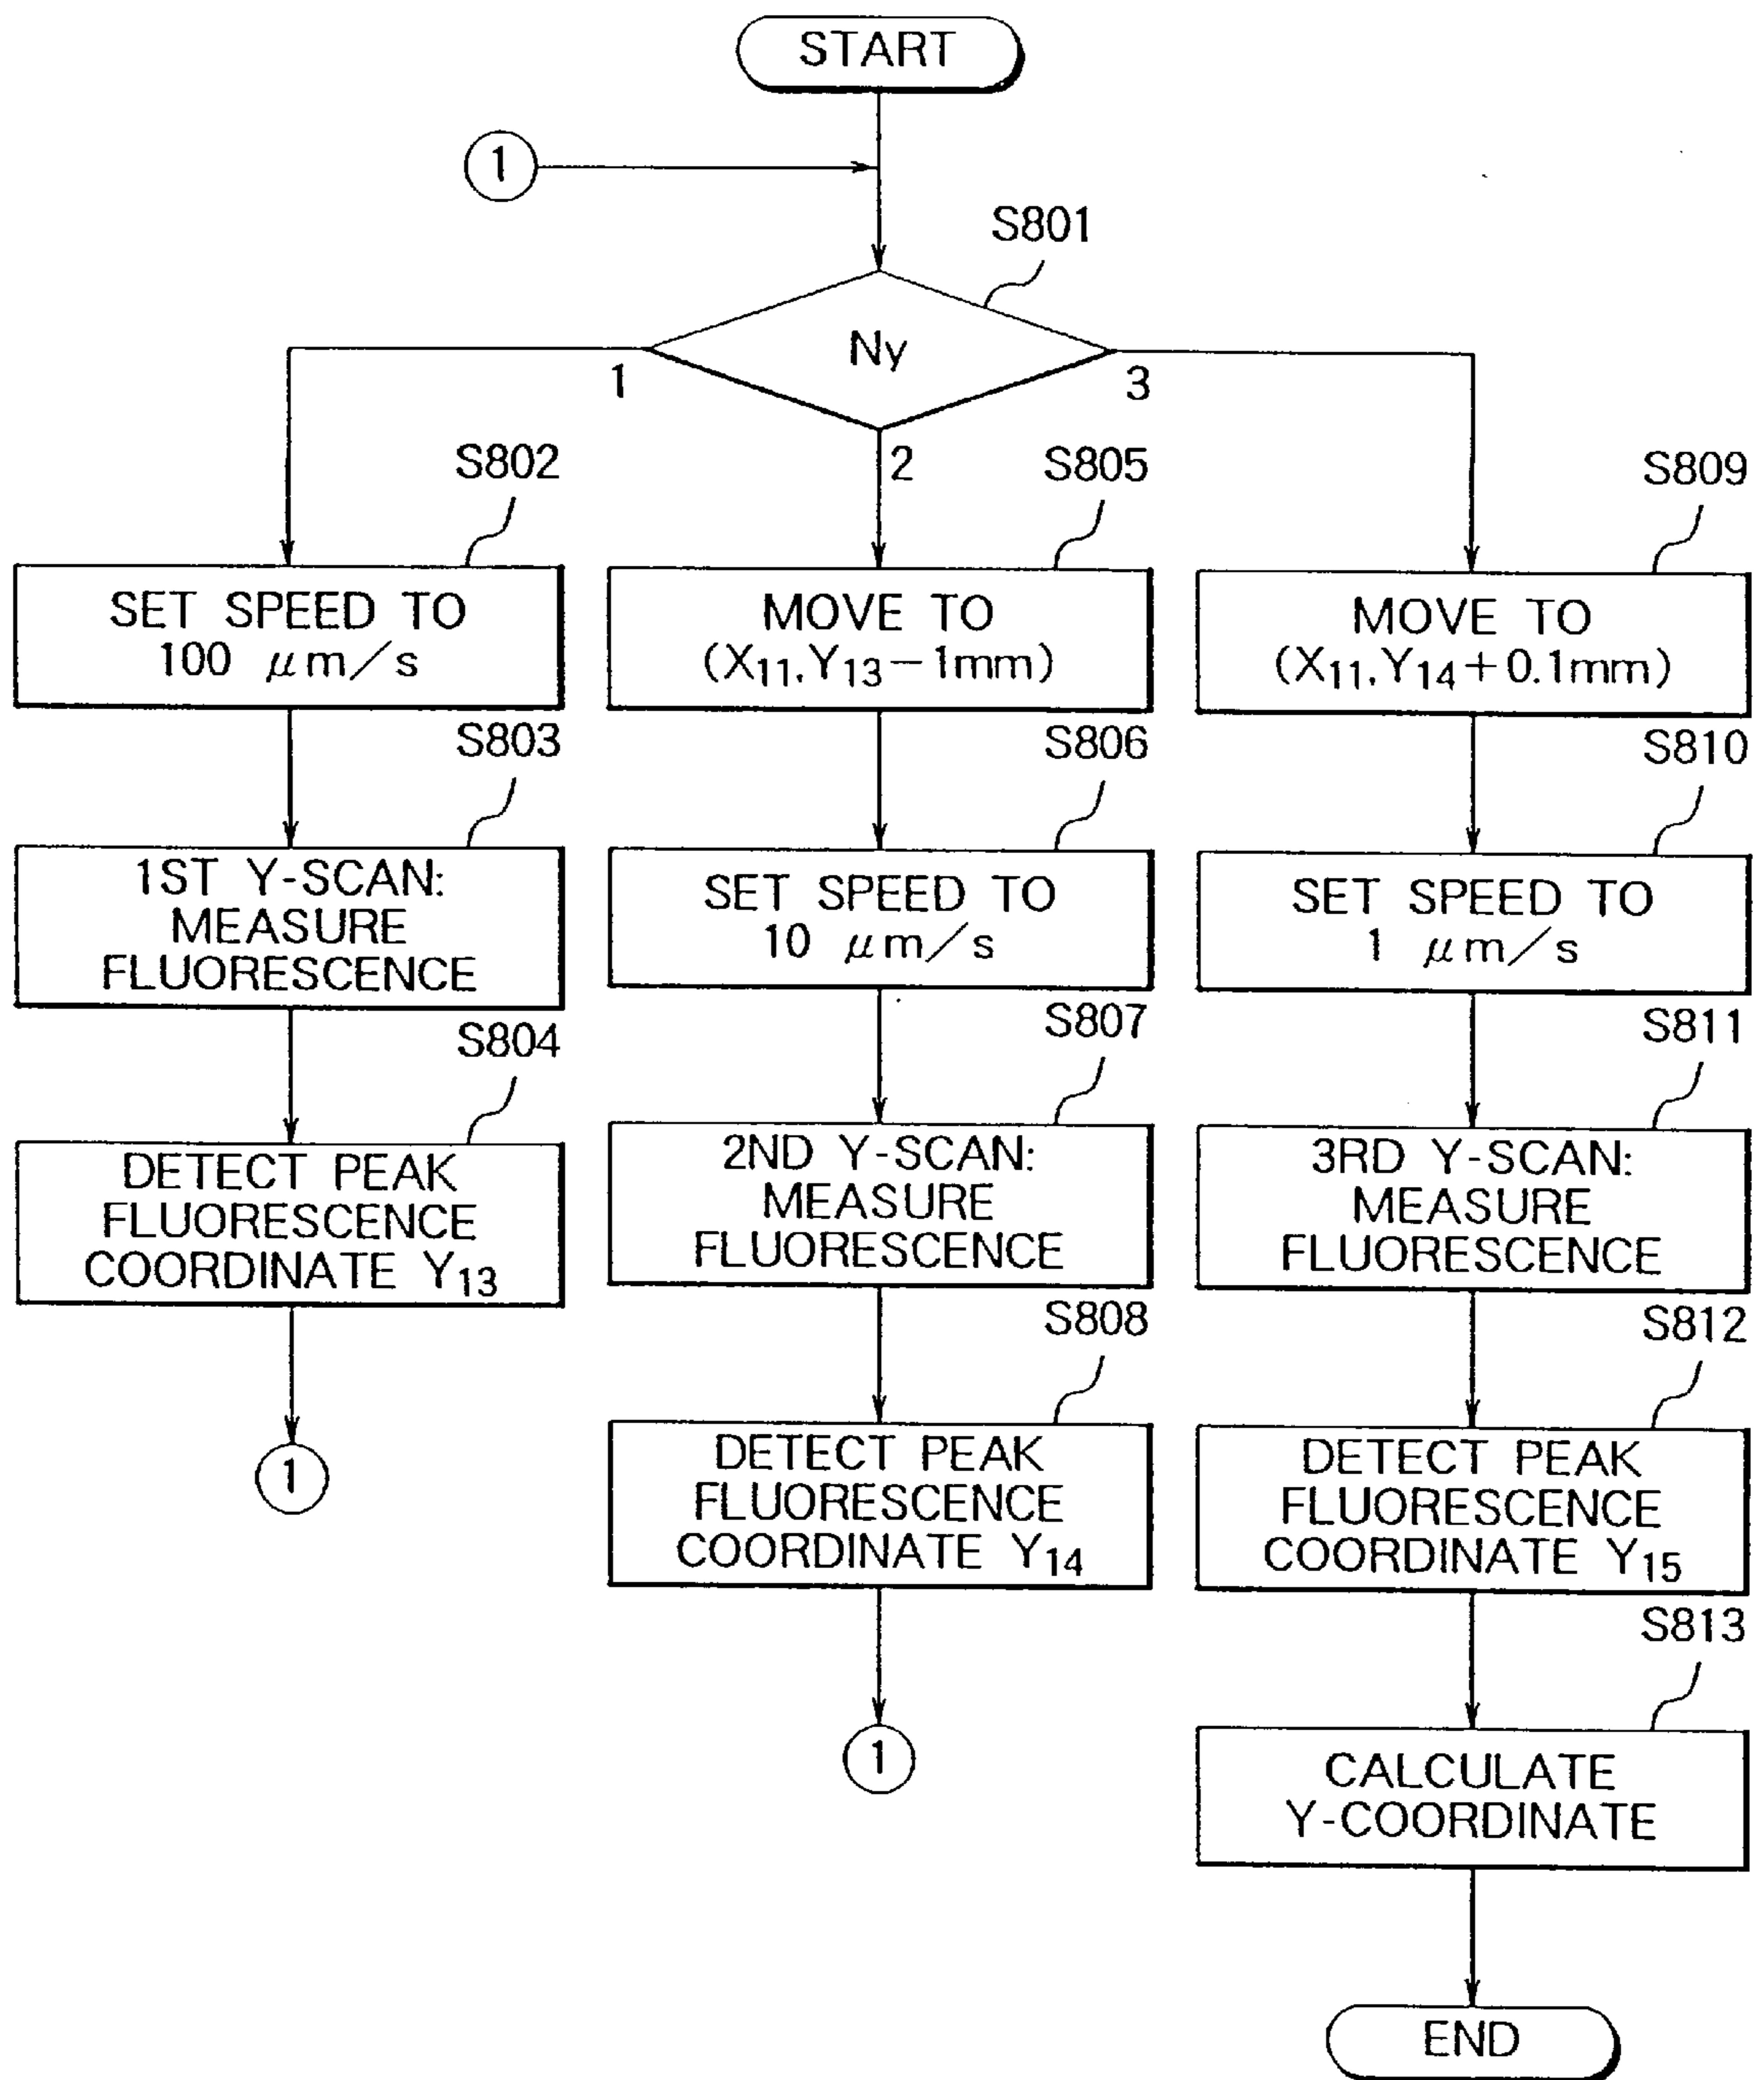 START
1
S801
Ny
1
2
3
S802
SET SPEED TO
100 μm/s
S803
1ST Y-SCAN:
MEASURE
FLUORESCENCE
S804
DETECT PEAK
FLUORESCENCE
COORDINATE Y13
1
S805
MOVE TO
(X11.Y13−1mm)
S806
SET SPEED TO
10 μm/s
S807
2ND Y-SCAN:
MEASURE
FLUORESCENCE
S808
DETECT PEAK
FLUORESCENCE
COORDINATE Y14
1
S809
MOVE TO
(X11.Y14+0.1mm)
S810
SET SPEED TO
1 μm/s
S811
3RD Y-SCAN:
MEASURE
FLUORESCENCE
S812
DETECT PEAK
FLUORESCENCE
COORDINATE Y15
S813
CALCULATE
Y-COORDINATE
END